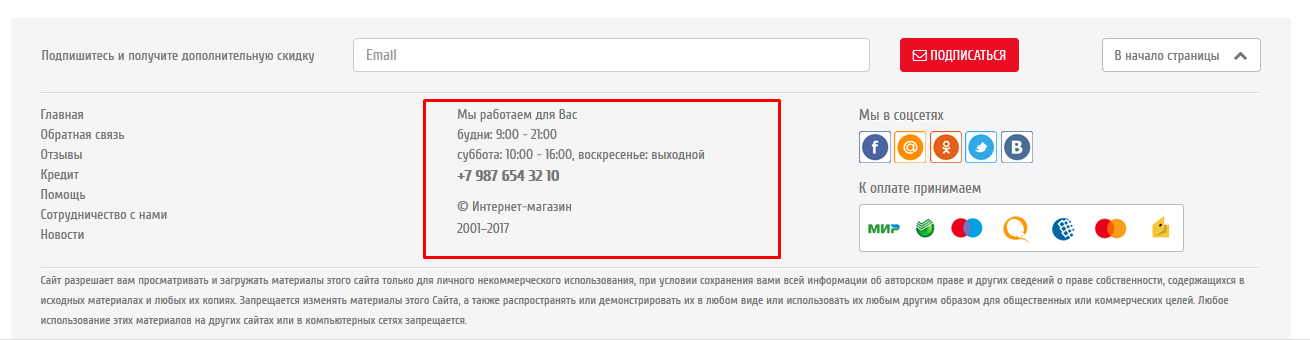 Подпишитесь и получите дополнительную скидку
Email
ПОДПИСАТЬСЯ
В начало страницы
Главная
Обратная связь
Отзывы
Кредит
Помощь
Сотрудничество с нами
Новости
Мы работаем для Вас
будни: 9:00 - 21:00
суббота: 10:00 - 16:00, воскресенье: выходной
+7 987 654 32 10
© Интернет-магазин
2001–2017
Мы в соцсетях
К оплате принимаем
МИР
Сайт разрешает вам просматривать и загружать материалы этого сайта только для личного некоммерческого использования, при условии сохранения вами всей информации об авторском праве и других сведений о праве собственности, содержащихся в
исходных материалах и любых их копиях. Запрещается изменять материалы этого Сайта, а также распространять или демонстрировать их в любом виде или использовать их любым другим образом для общественных или коммерческих целей. Любое
использование этих материалов на других сайтах или в компьютерных сетях запрещается.